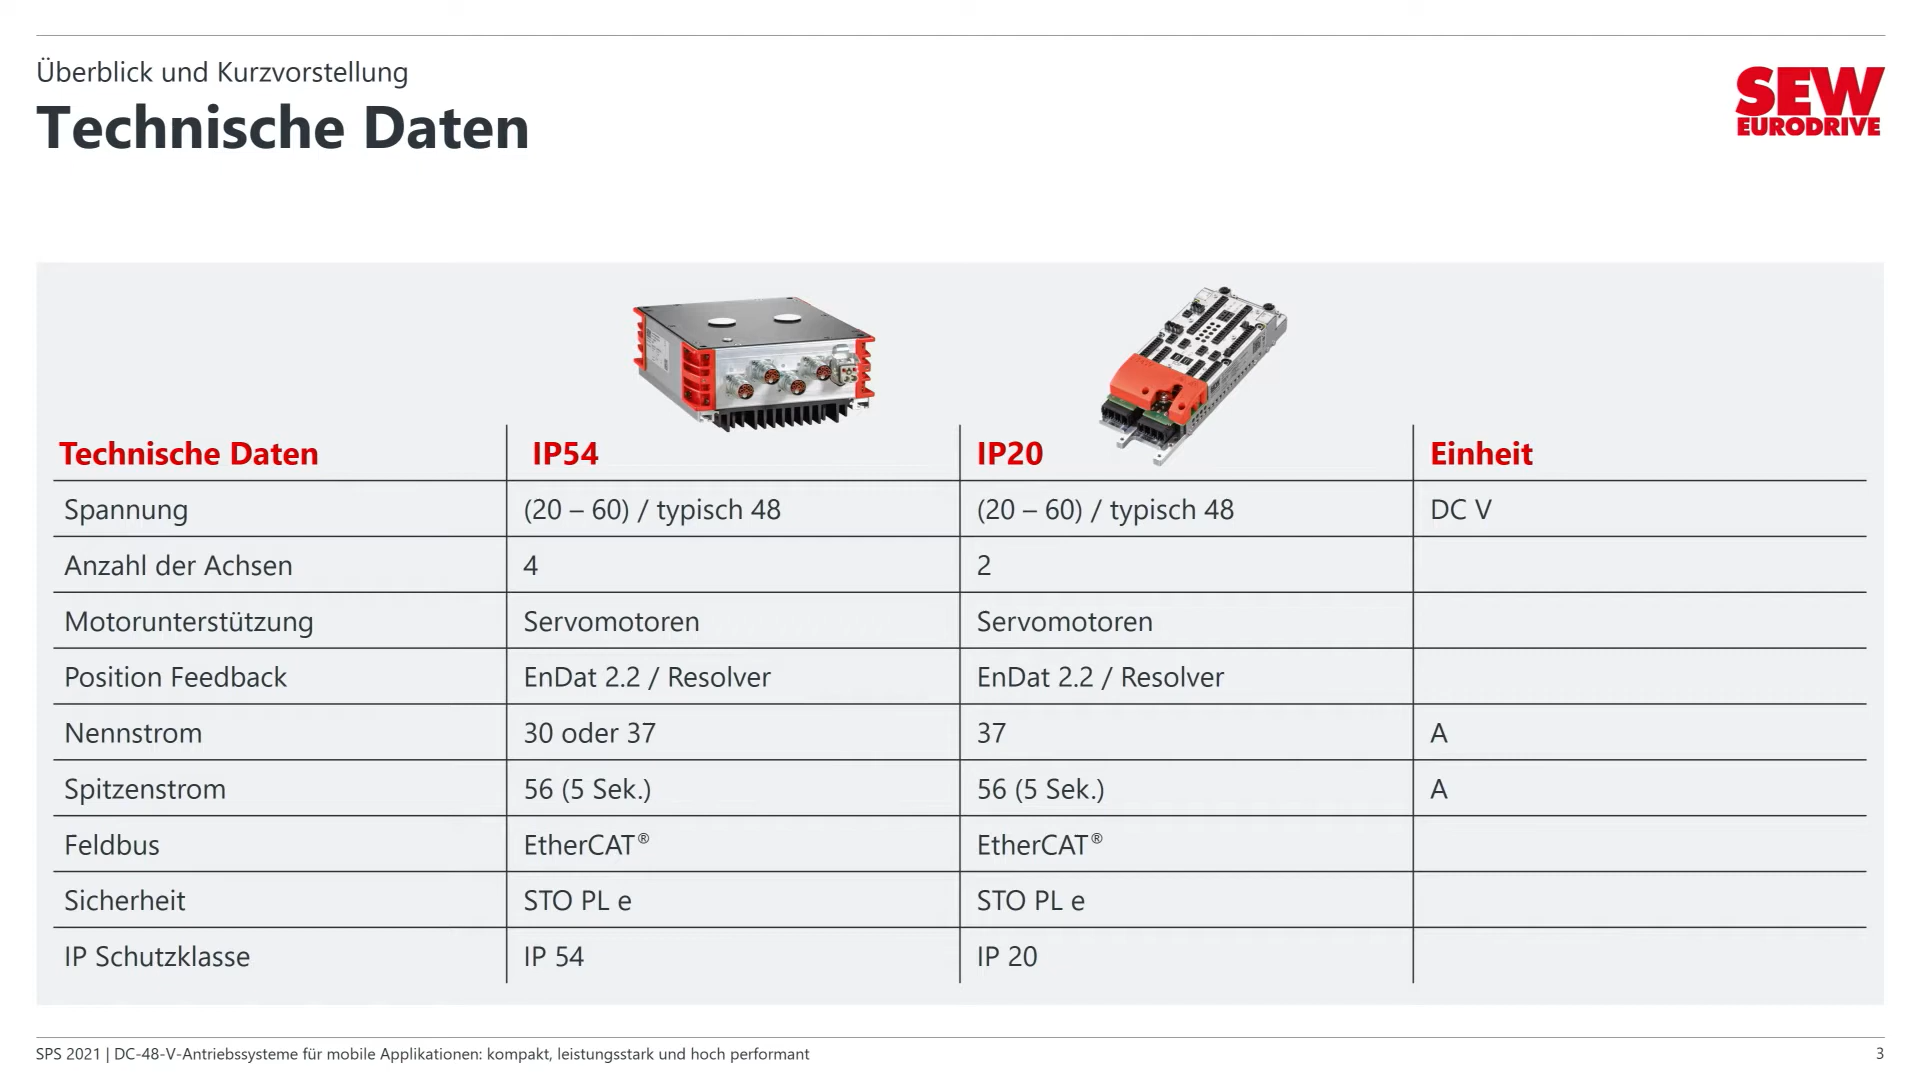 Überblick und Kurzvorstellung
Technische Daten
SEW
EURODRIVE
Technische Daten IP54 IP20 Einheit
Spannung (20 – 60) / typisch 48 (20 – 60) / typisch 48 DC V
Anzahl der Achsen 4 2
Motorunterstützung Servomotoren Servomotoren
Position Feedback EnDat 2.2 / Resolver EnDat 2.2 / Resolver
Nennstrom 30 oder 37 37 A
Spitzenstrom 56 (5 Sek.) 56 (5 Sek.) A
Feldbus EtherCAT® EtherCAT®
Sicherheit STO PL e STO PL e
IP Schutzklasse IP 54 IP 20
SPS 2021 | DC-48-V-Antriebssysteme für mobile Applikationen: kompakt, leistungsstark und hoch performant 3